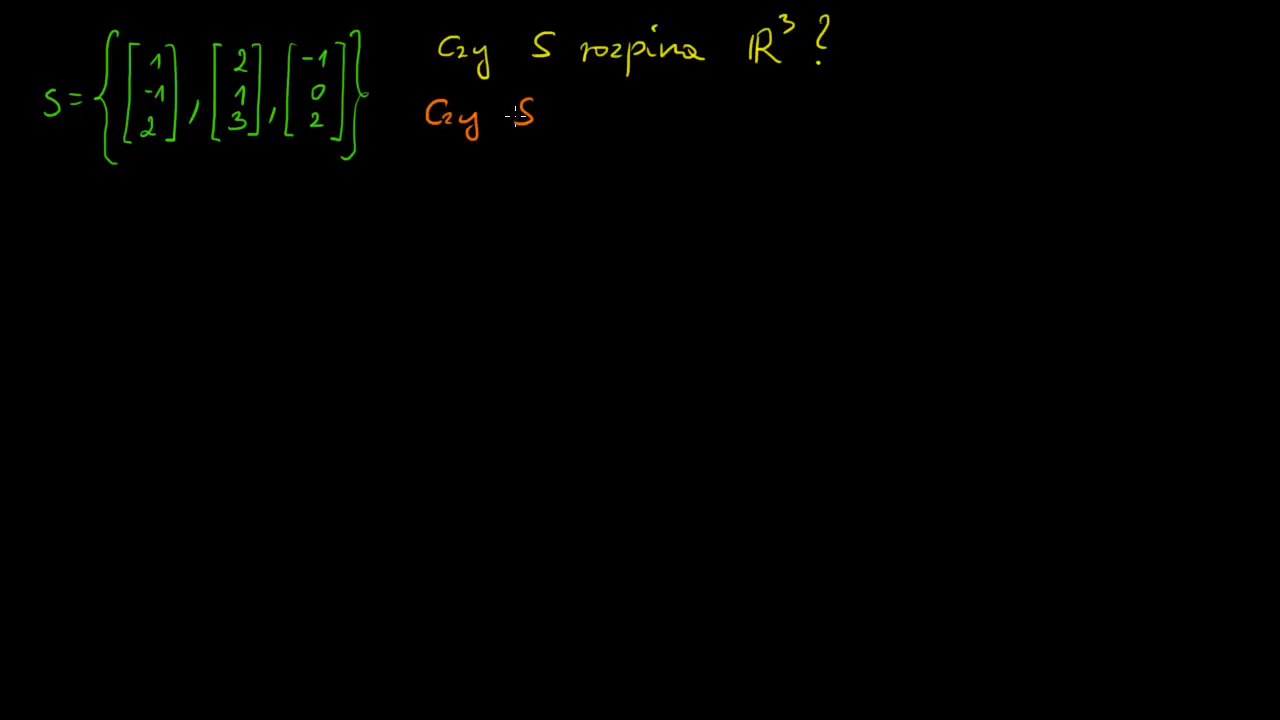 S = { [1 -1 2], [2 1 3], [-1 0 2] }
Czy S rozpina ℝ³ ?
Czy S